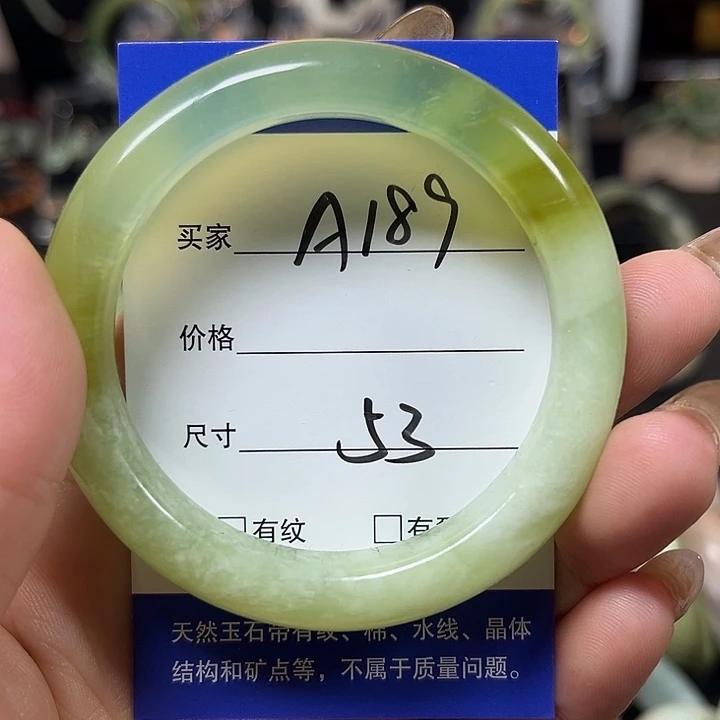 买家 A189
价格
尺寸 53
□有纹 □有
天然玉石带有纹、棉、水线、晶体
结构和矿点等，不属于质量问题。